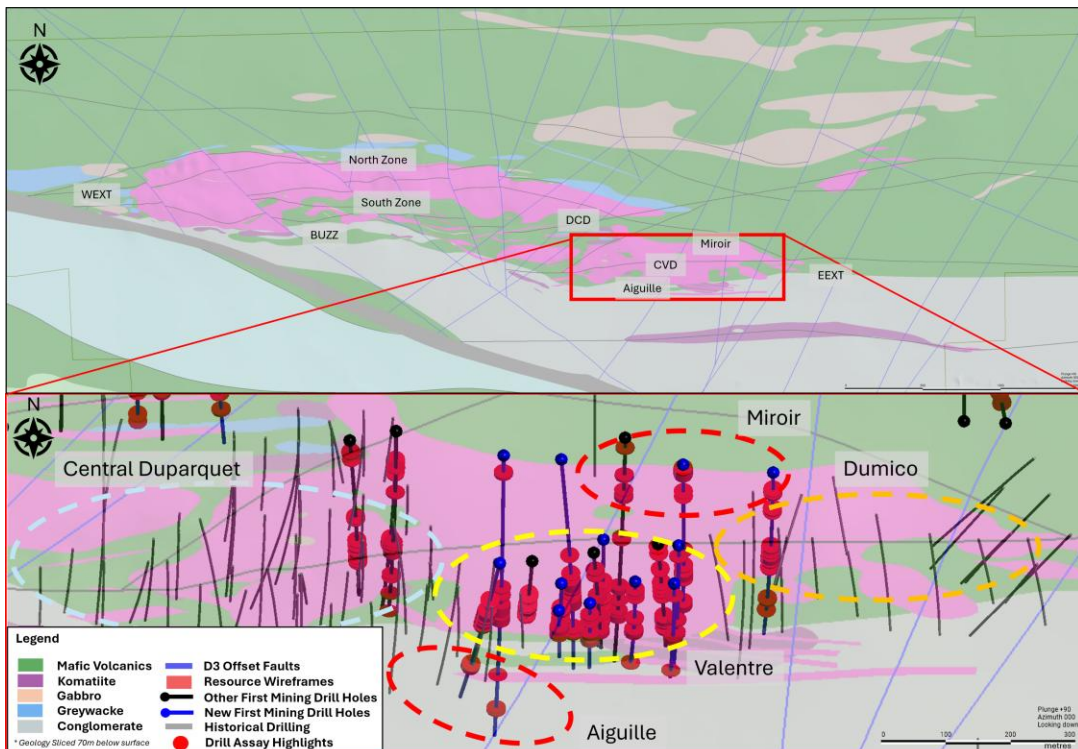 N
North Zone
WEXT
South Zone
BUZZ
DCD
Miroir
CVD
EEXT
Aiguille
Plunge +90
N
Miroir
Central Duparquet
Dumico
Valentre
Aiguille
Legend
Mafic Volcanics
Komatiite
Gabbro
Greywacke
Conglomerate
* Geology Sliced 70m below surface
D3 Offset Faults
Resource Wireframes
Other First Mining Drill Holes
New First Mining Drill Holes
Historical Drilling
Drill Assay Highlights
Plunge +90
Azimuth 000
Looking down
0 100 200 300
metres